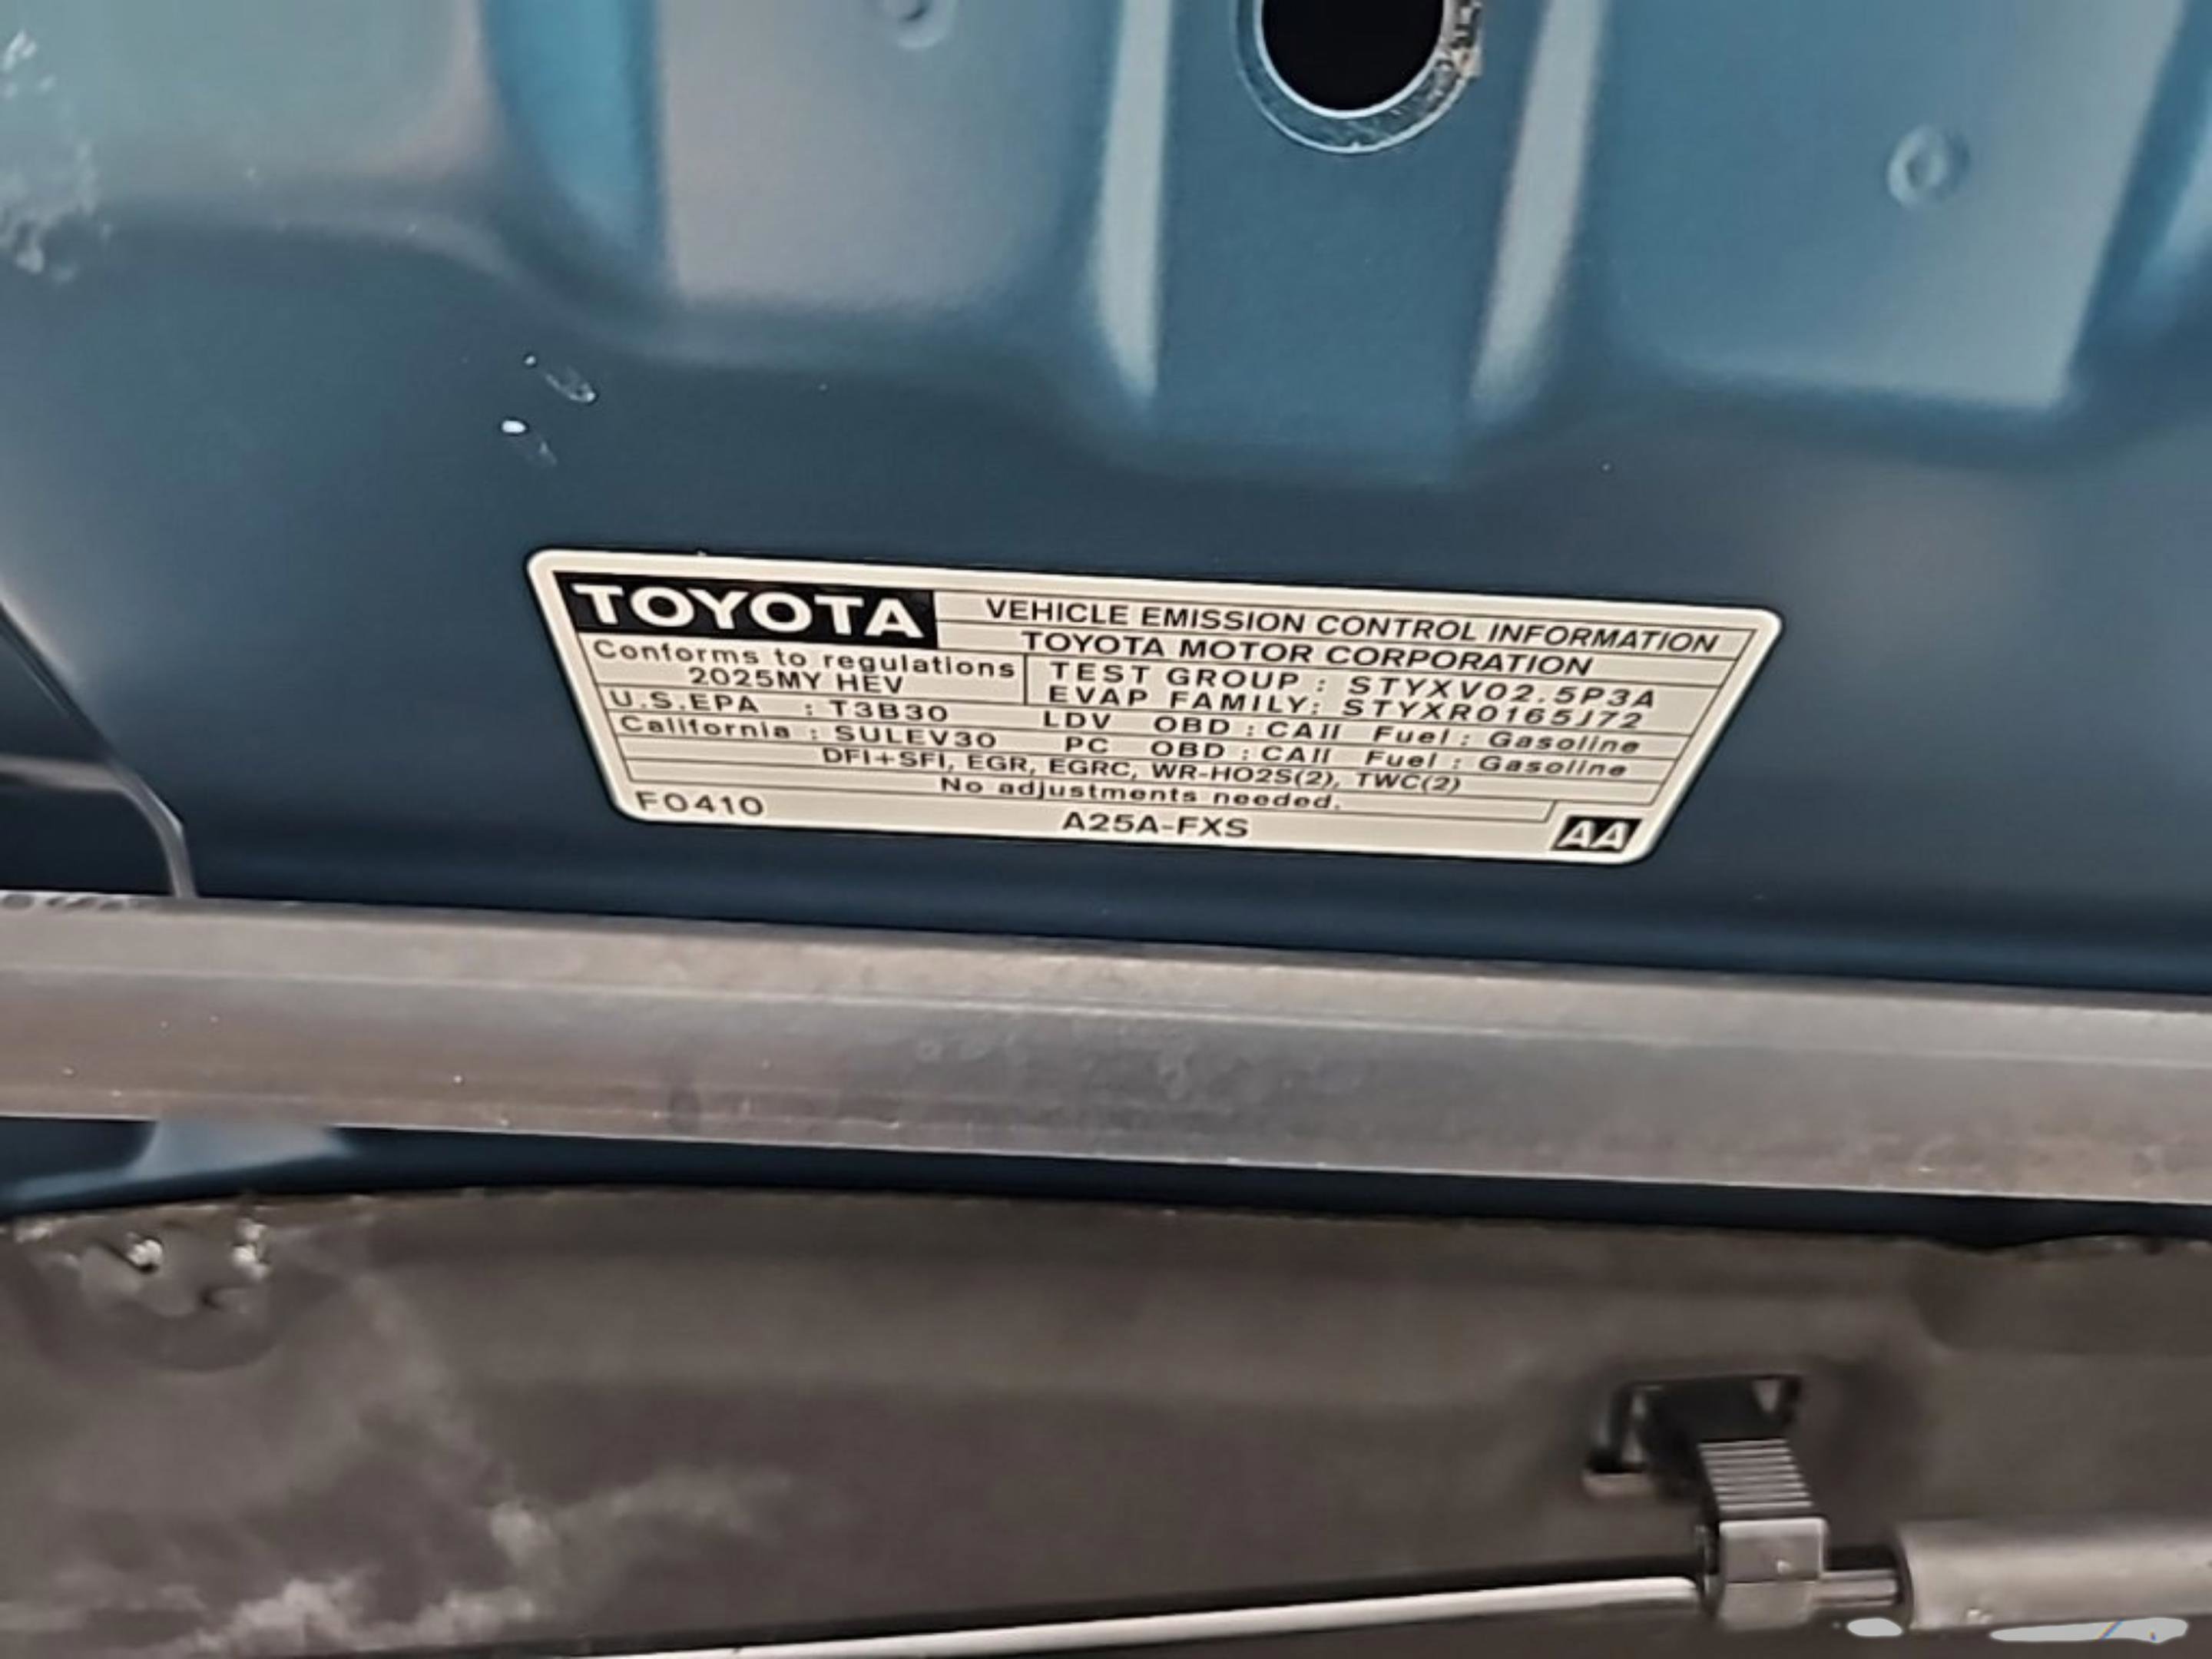 TOYOTA
VEHICLE EMISSION CONTROL INFORMATION
TOYOTA MOTOR CORPORATION
Conforms to regulations
2025MY HEV
TEST GROUP : STYXV02.5P3A
EVAP FAMILY: STYXR0165J72
U.S.EPA : T3B30 LDV OBD : CAII Fuel : Gasoline
California : SULEV30 PC OBD : CAII Fuel : Gasoline
DFI+SFI, EGR, EGRC, WR-HO2S(2), TWC(2)
No adjustments needed.
F0410 A25A-FXS AA